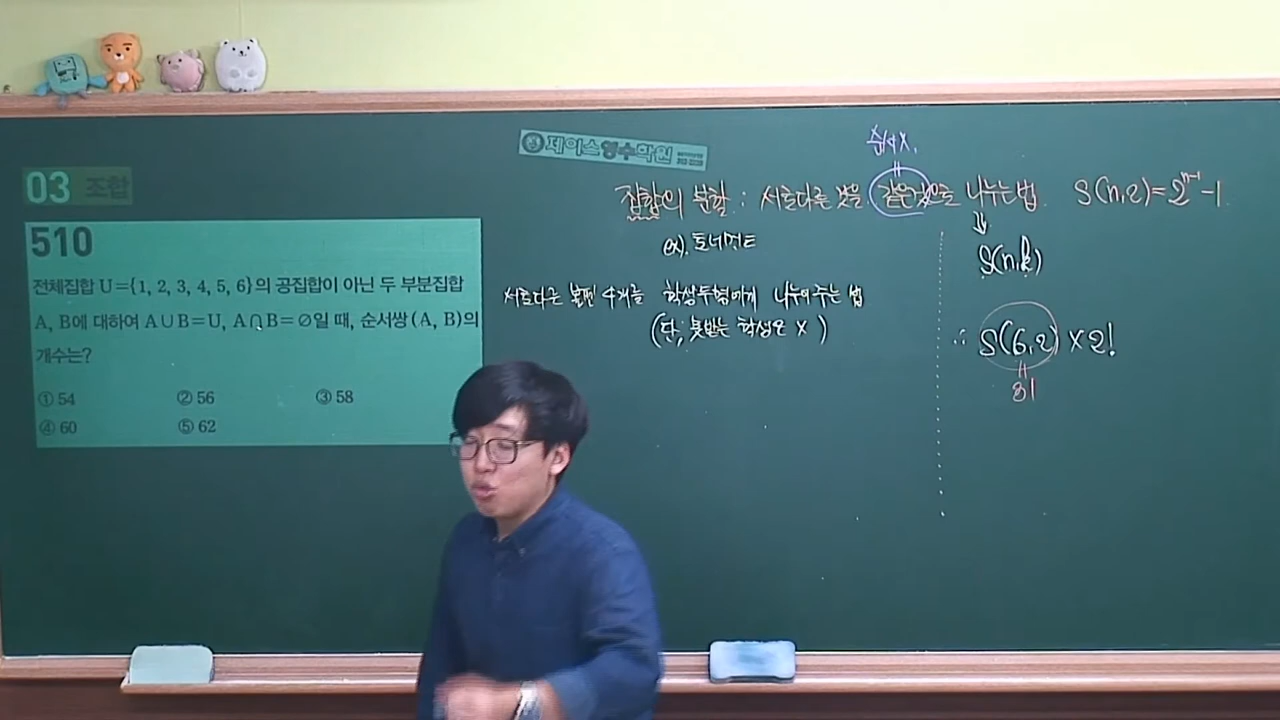 제이스영수학원
03 조합
510
전체집합 U={1, 2, 3, 4, 5, 6}의 공집합이 아닌 두 부분집합
A, B에 대하여 A∪B=U, A∩B=∅일 때, 순서쌍 (A, B)의
개수는?
① 54 ② 56 ③ 58
④ 60 ⑤ 62
순서X.
집합의 분할 : 서로다른 것을 같은것으로 나누는법. S(n,2)=2ⁿ⁻¹-1
ex). 토너먼트
S(n,k)
서로다른 볼펜 4개를 학생두명에게 나누어주는 법
(단, 못받는 학생은 X)
∴ S(6,2) × 2!
31